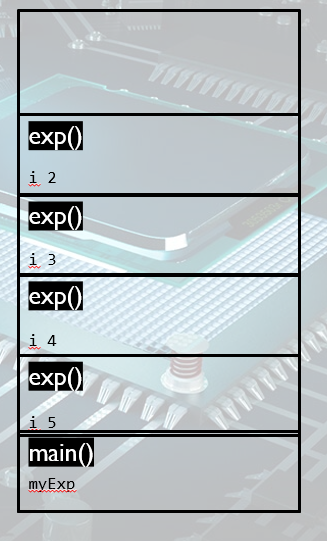 exp()
i 2
exp()
i 3
exp()
i 4
exp()
i 5
main()
myExp